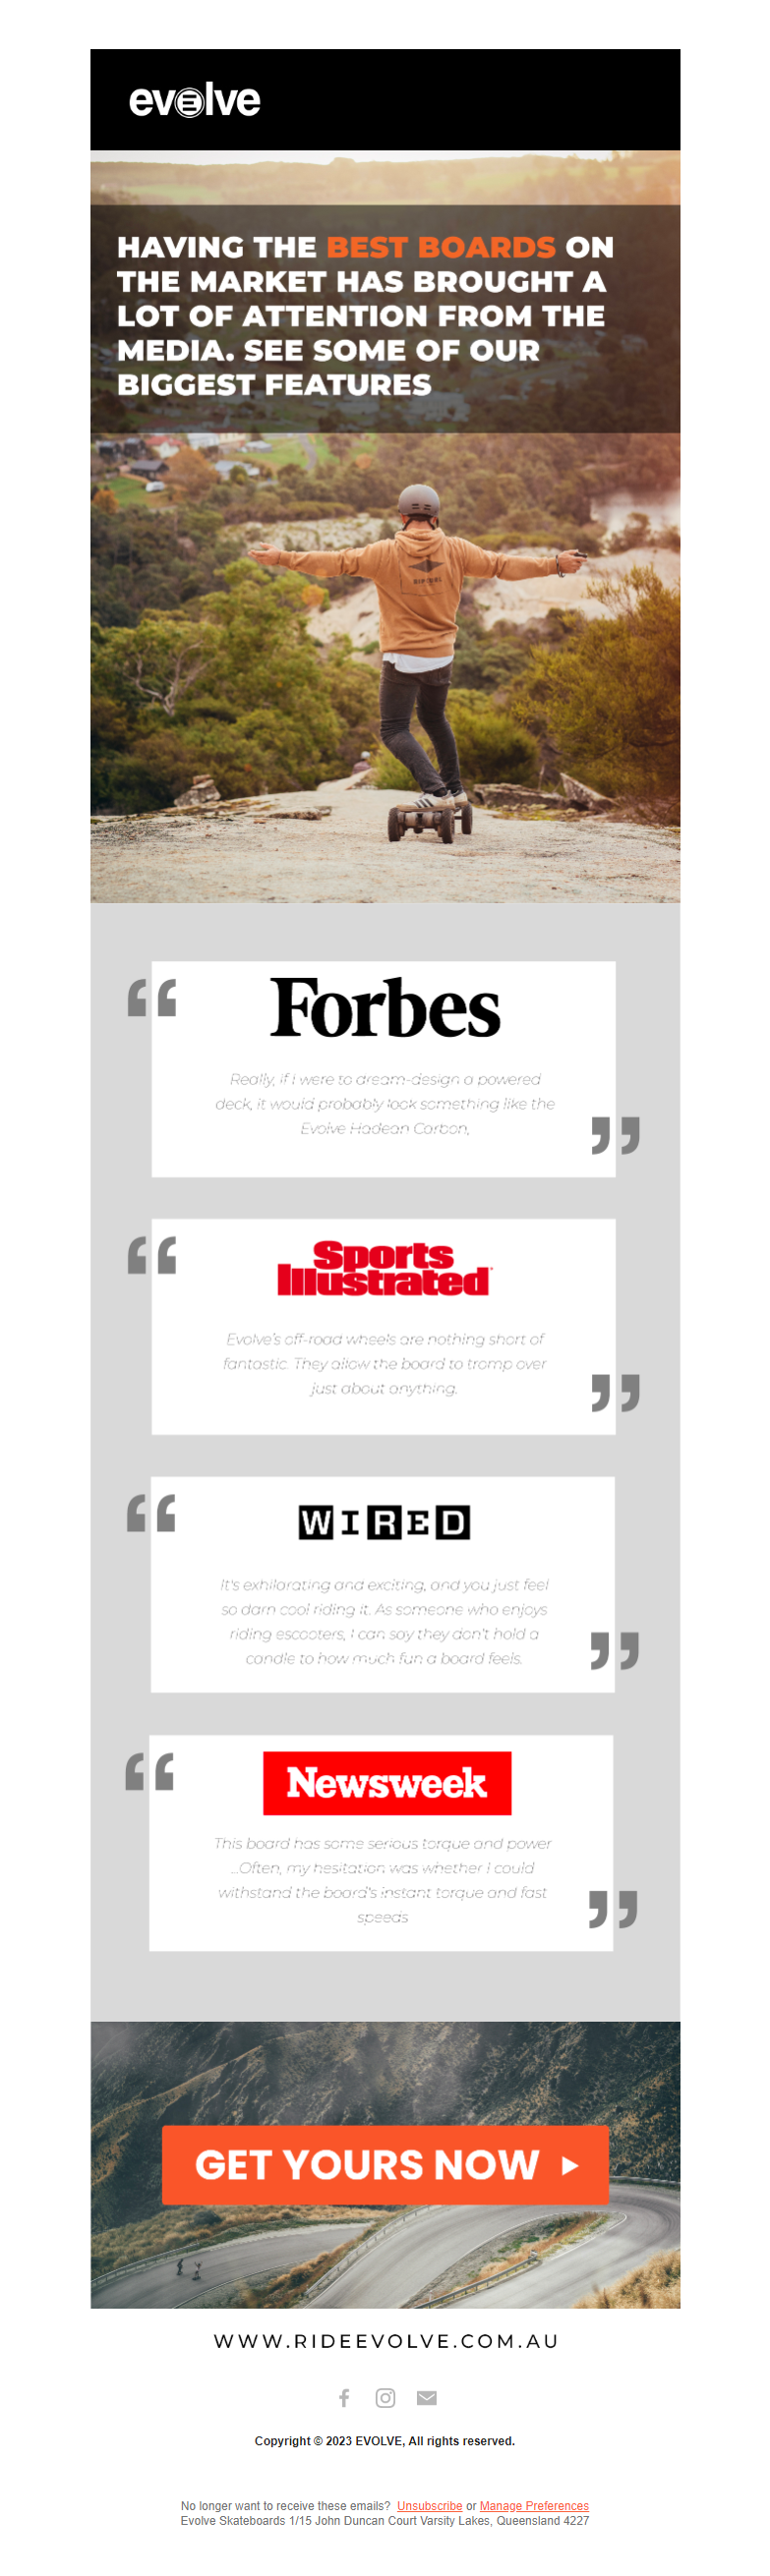 evolve
HAVING THE BEST BOARDS ON
THE MARKET HAS BROUGHT A
LOT OF ATTENTION FROM THE
MEDIA. SEE SOME OF OUR
BIGGEST FEATURES
RIP CURL
“
Forbes
Really, if I were to dream-design a powered
deck, it would probably look something like the
Evolve Hadean Carbon,
”
“
Sports
Illustrated
Evolve's off-road wheels are nothing short of
fantastic. They allow the board to tromp over
just about anything.
”
“
WIRED
It's exhilarating and exciting, and you just feel
so darn cool riding it. As someone who enjoys
riding escooters, I can say they don't hold a
candle to how much fun a board feels.
”
“
Newsweek
This board has some serious torque and power
...Often, my hesitation was whether I could
withstand the board's instant torque and fast
speeds
”
GET YOURS NOW
WWW.RIDEEVOLVE.COM.AU
Copyright © 2023 EVOLVE, All rights reserved.
No longer want to receive these emails? Unsubscribe or Manage Preferences
Evolve Skateboards 1/15 John Duncan Court Varsity Lakes, Queensland 4227